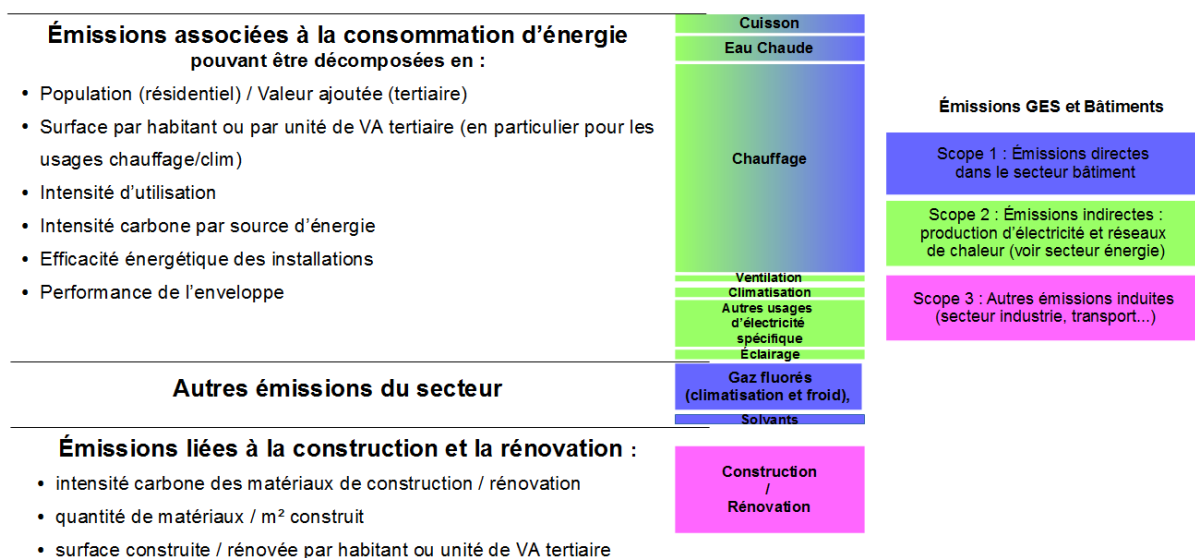 Émissions associées à la consommation d’énergie
pouvant être décomposées en :
• Population (résidentiel) / Valeur ajoutée (tertiaire)
• Surface par habitant ou par unité de VA tertiaire (en particulier pour les
usages chauffage/clim)
• Intensité d’utilisation
• Intensité carbone par source d’énergie
• Efficacité énergétique des installations
• Performance de l’enveloppe
Autres émissions du secteur
Émissions liées à la construction et la rénovation :
• intensité carbone des matériaux de construction / rénovation
• quantité de matériaux / m² construit
• surface construite / rénovée par habitant ou unité de VA tertiaire
Cuisson
Eau Chaude
Chauffage
Ventilation
Climatisation
Autres usages
d’électricité
spécifique
Éclairage
Gaz fluorés
(climatisation et froid),
Solvants
Construction
/
Rénovation
Émissions GES et Bâtiments
Scope 1 : Émissions directes
dans le secteur bâtiment
Scope 2 : Émissions indirectes :
production d’électricité et réseaux
de chaleur (voir secteur énergie)
Scope 3 : Autres émissions induites
(secteur industrie, transport...)